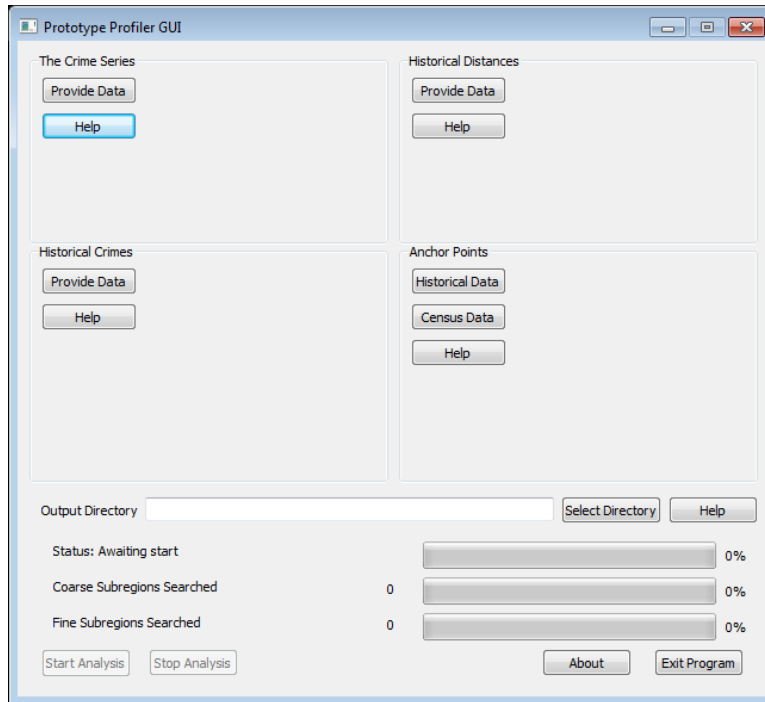 Prototype Profiler GUI
The Crime Series
Provide Data
Help
Historical Distances
Provide Data
Help
Historical Crimes
Provide Data
Help
Anchor Points
Historical Data
Census Data
Help
Output Directory
Select Directory
Help
Status: Awaiting start
0%
Coarse Subregions Searched 0
0%
Fine Subregions Searched 0
0%
Start Analysis
Stop Analysis
About
Exit Program